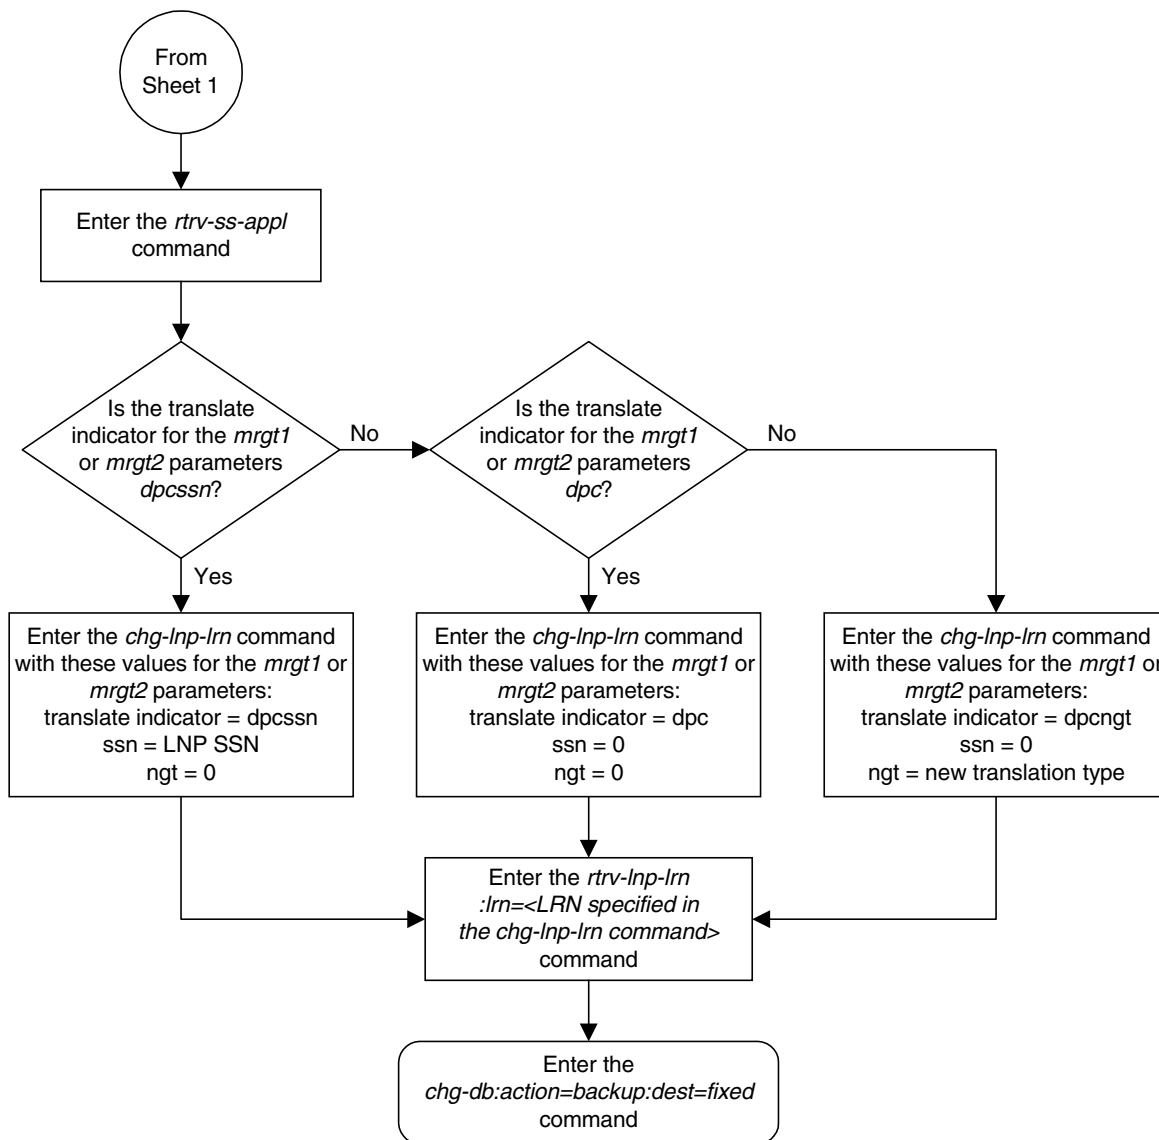 From
Sheet 1
Enter the rtrv-ss-appl
command
Is the translate
indicator for the mrgt1
or mrgt2 parameters
dpcssn?
No
Is the translate
indicator for the mrgt1
or mrgt2 parameters
dpc?
No
Yes
Yes
Enter the chg-lnp-lrn command
with these values for the mrgt1 or
mrgt2 parameters:
translate indicator = dpcssn
ssn = LNP SSN
ngt = 0
Enter the chg-lnp-lrn command
with these values for the mrgt1 or
mrgt2 parameters:
translate indicator = dpc
ssn = 0
ngt = 0
Enter the chg-lnp-lrn command
with these values for the mrgt1 or
mrgt2 parameters:
translate indicator = dpcngt
ssn = 0
ngt = new translation type
Enter the rtrv-lnp-lrn
:lrn=<LRN specified in
the chg-lnp-lrn command>
command
Enter the
chg-db:action=backup:dest=fixed
command